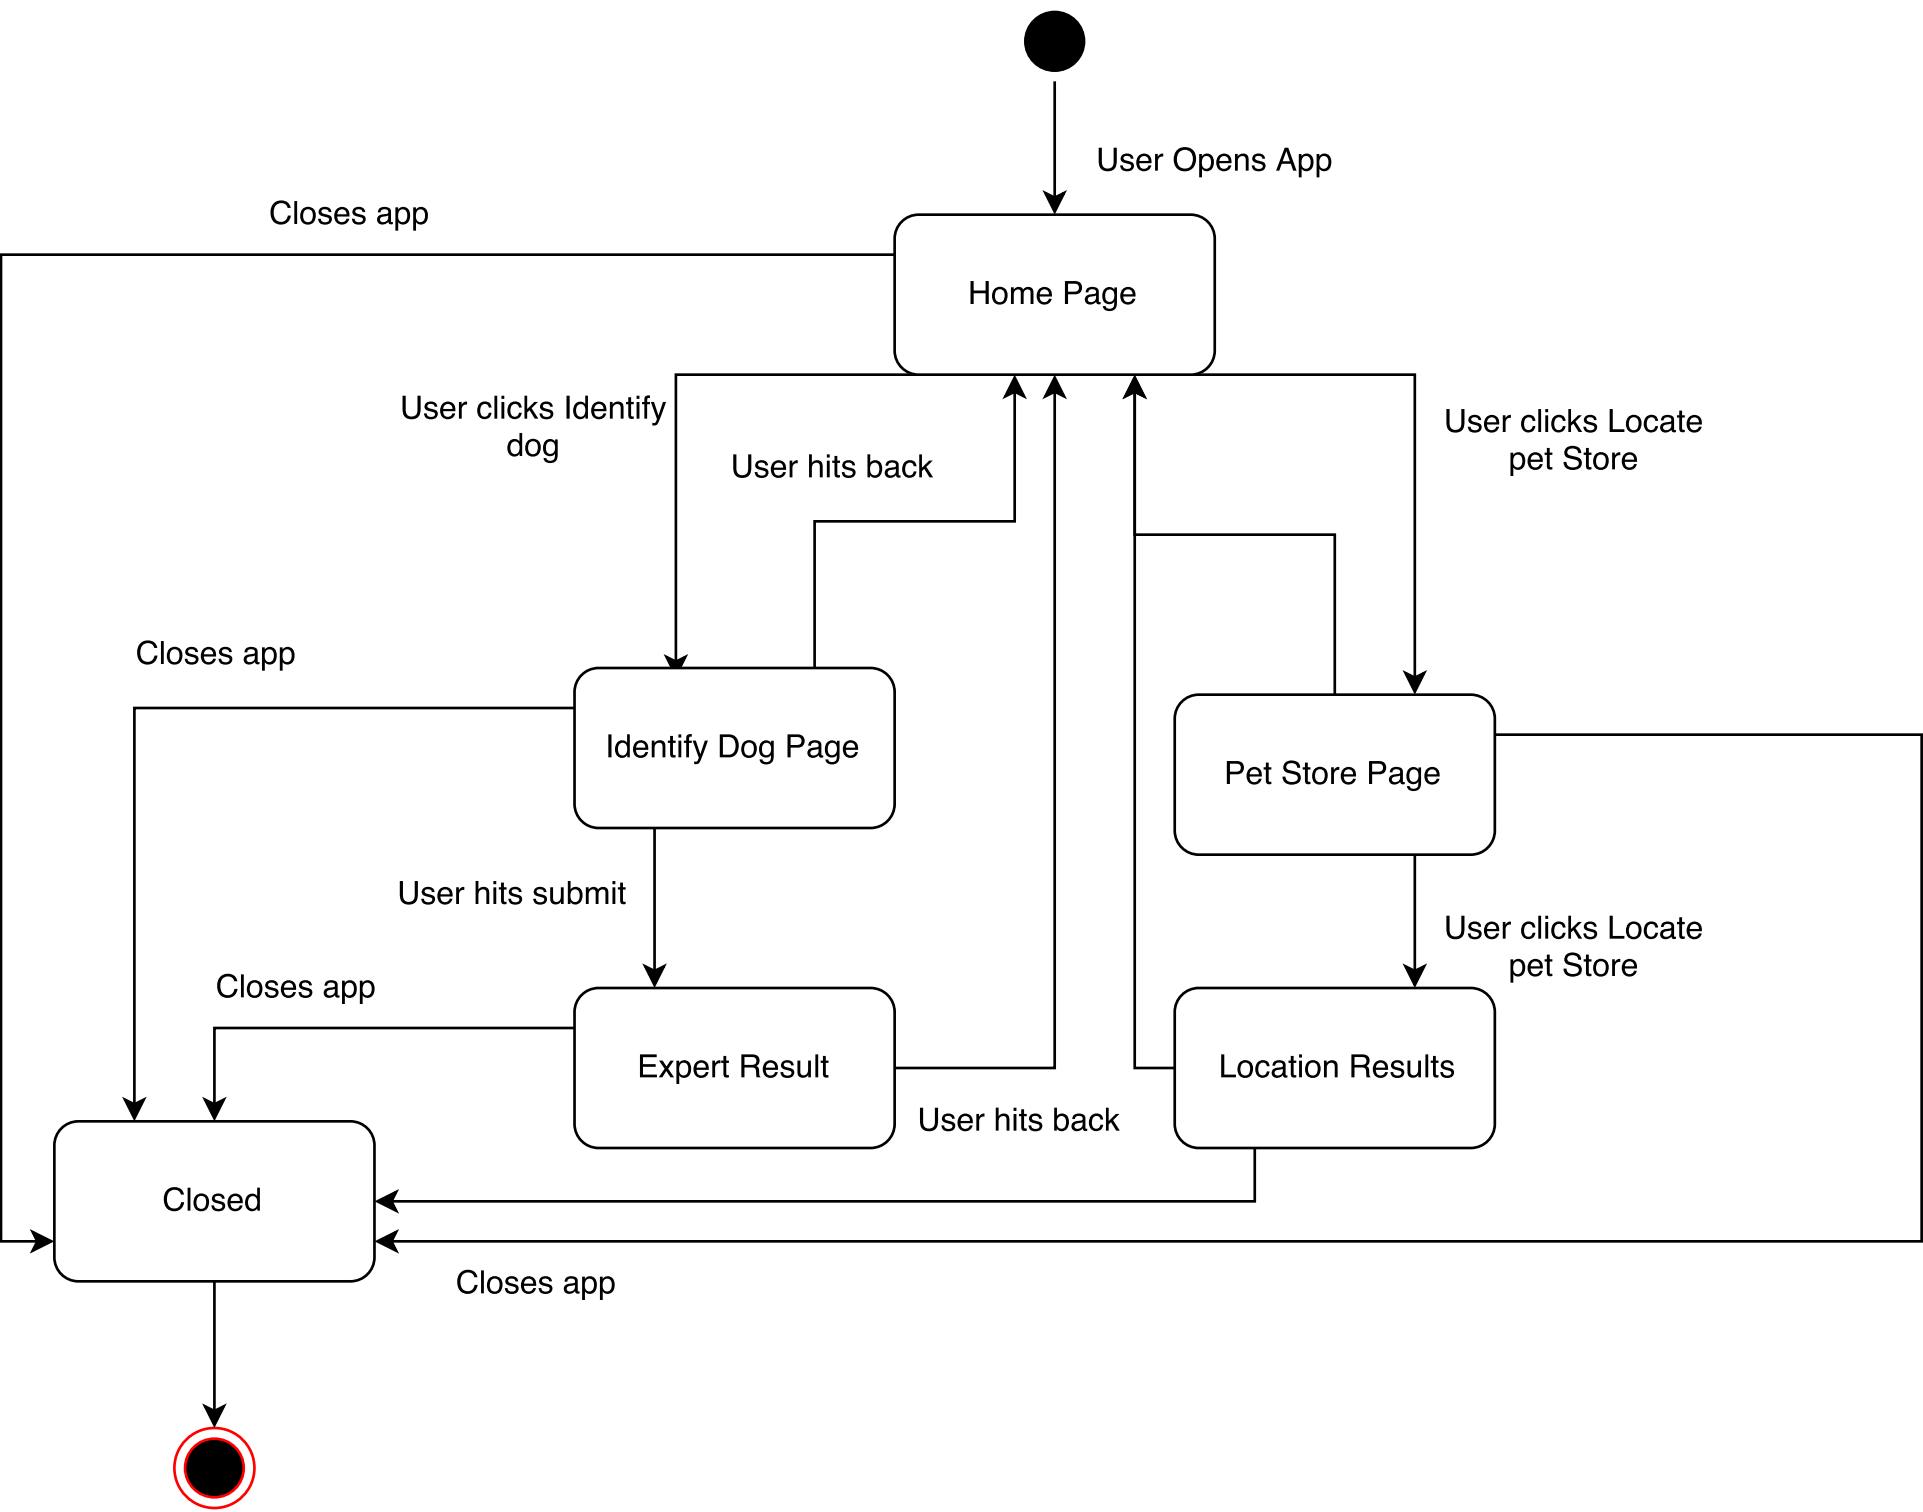 User Opens App
Closes app
Home Page
User clicks Identify
dog
User clicks Locate
pet Store
User hits back
Closes app
Identify Dog Page
Pet Store Page
User hits submit
User clicks Locate
pet Store
Closes app
Expert Result
Location Results
User hits back
Closed
Closes app